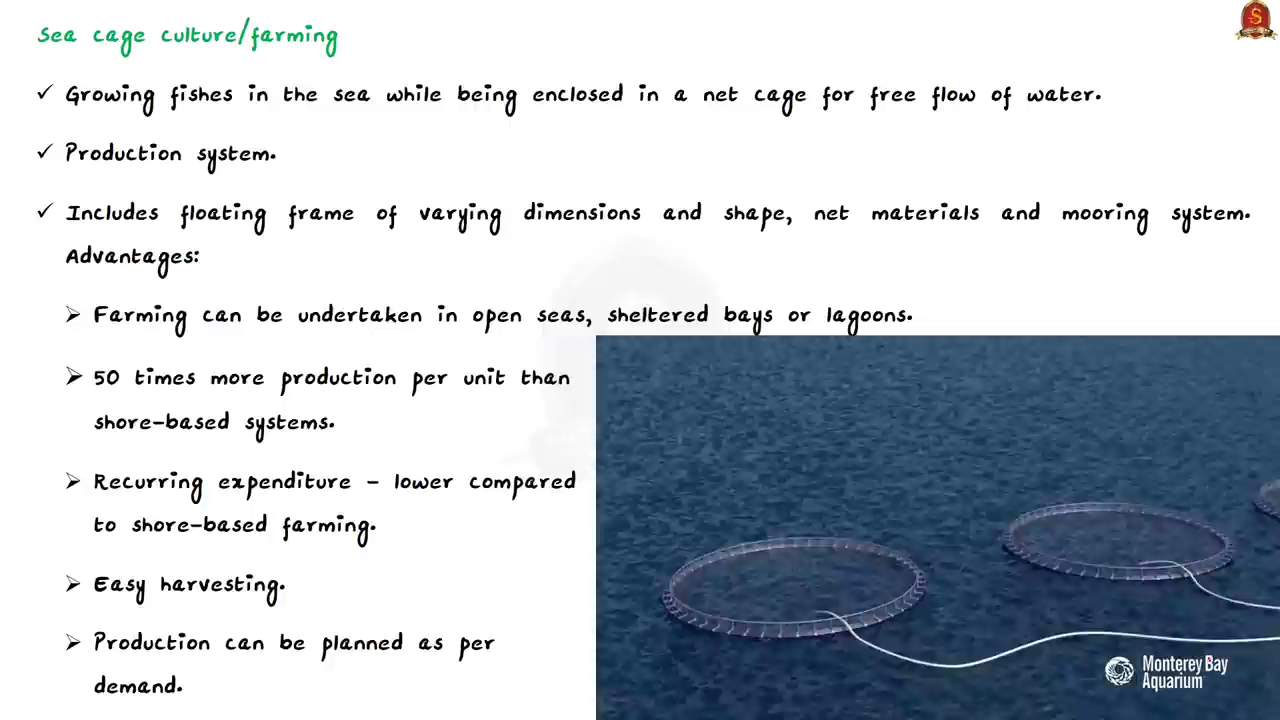 Sea cage culture/farming
✓ Growing fishes in the sea while being enclosed in a net cage for free flow of water.
✓ Production system.
✓ Includes floating frame of varying dimensions and shape, net materials and mooring system.
Advantages:
➢ Farming can be undertaken in open seas, sheltered bays or lagoons.
➢ 50 times more production per unit than
shore-based systems.
➢ Recurring expenditure - lower compared
to shore-based farming.
➢ Easy harvesting.
➢ Production can be planned as per
demand.
Monterey Bay
Aquarium